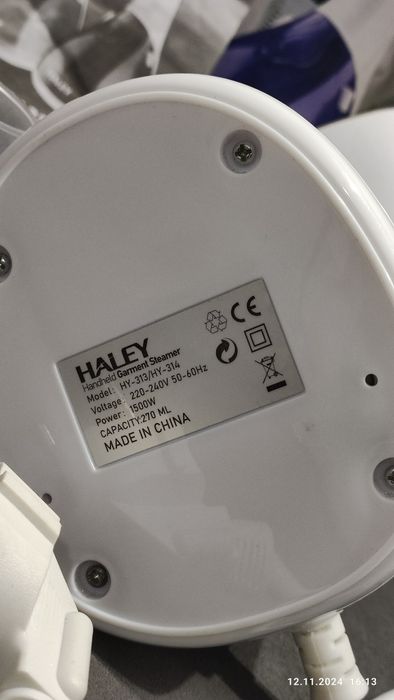 HALEY
Handheld Garment Steamer
Model: HY-313/HY-314
Voltage: 220-240V 50-60Hz
Power: 1500W
CAPACITY:270 ML
MADE IN CHINA
CE
12.11.2024 16:13